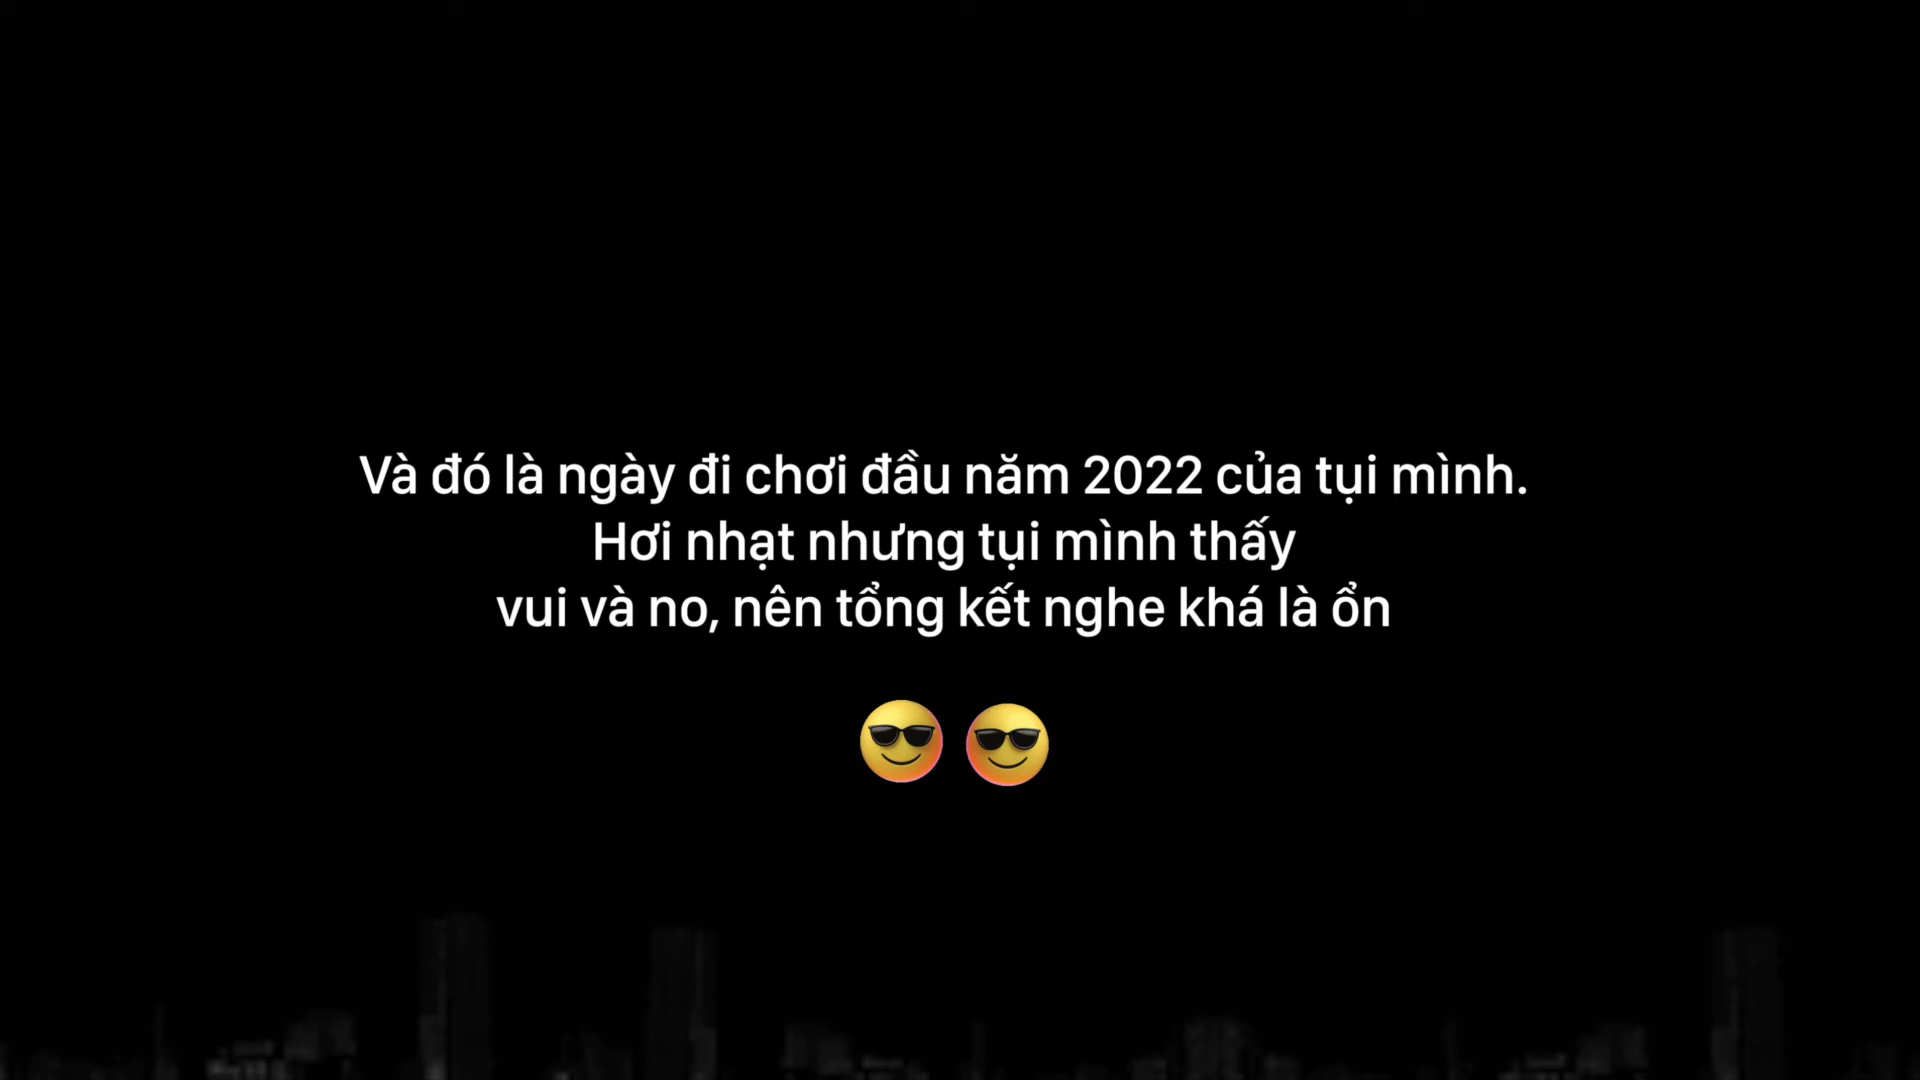 Và đó là ngày đi chơi đầu năm 2022 của tụi mình.
Hơi nhạt nhưng tụi mình thấy
vui và no, nên tổng kết nghe khá là ổn